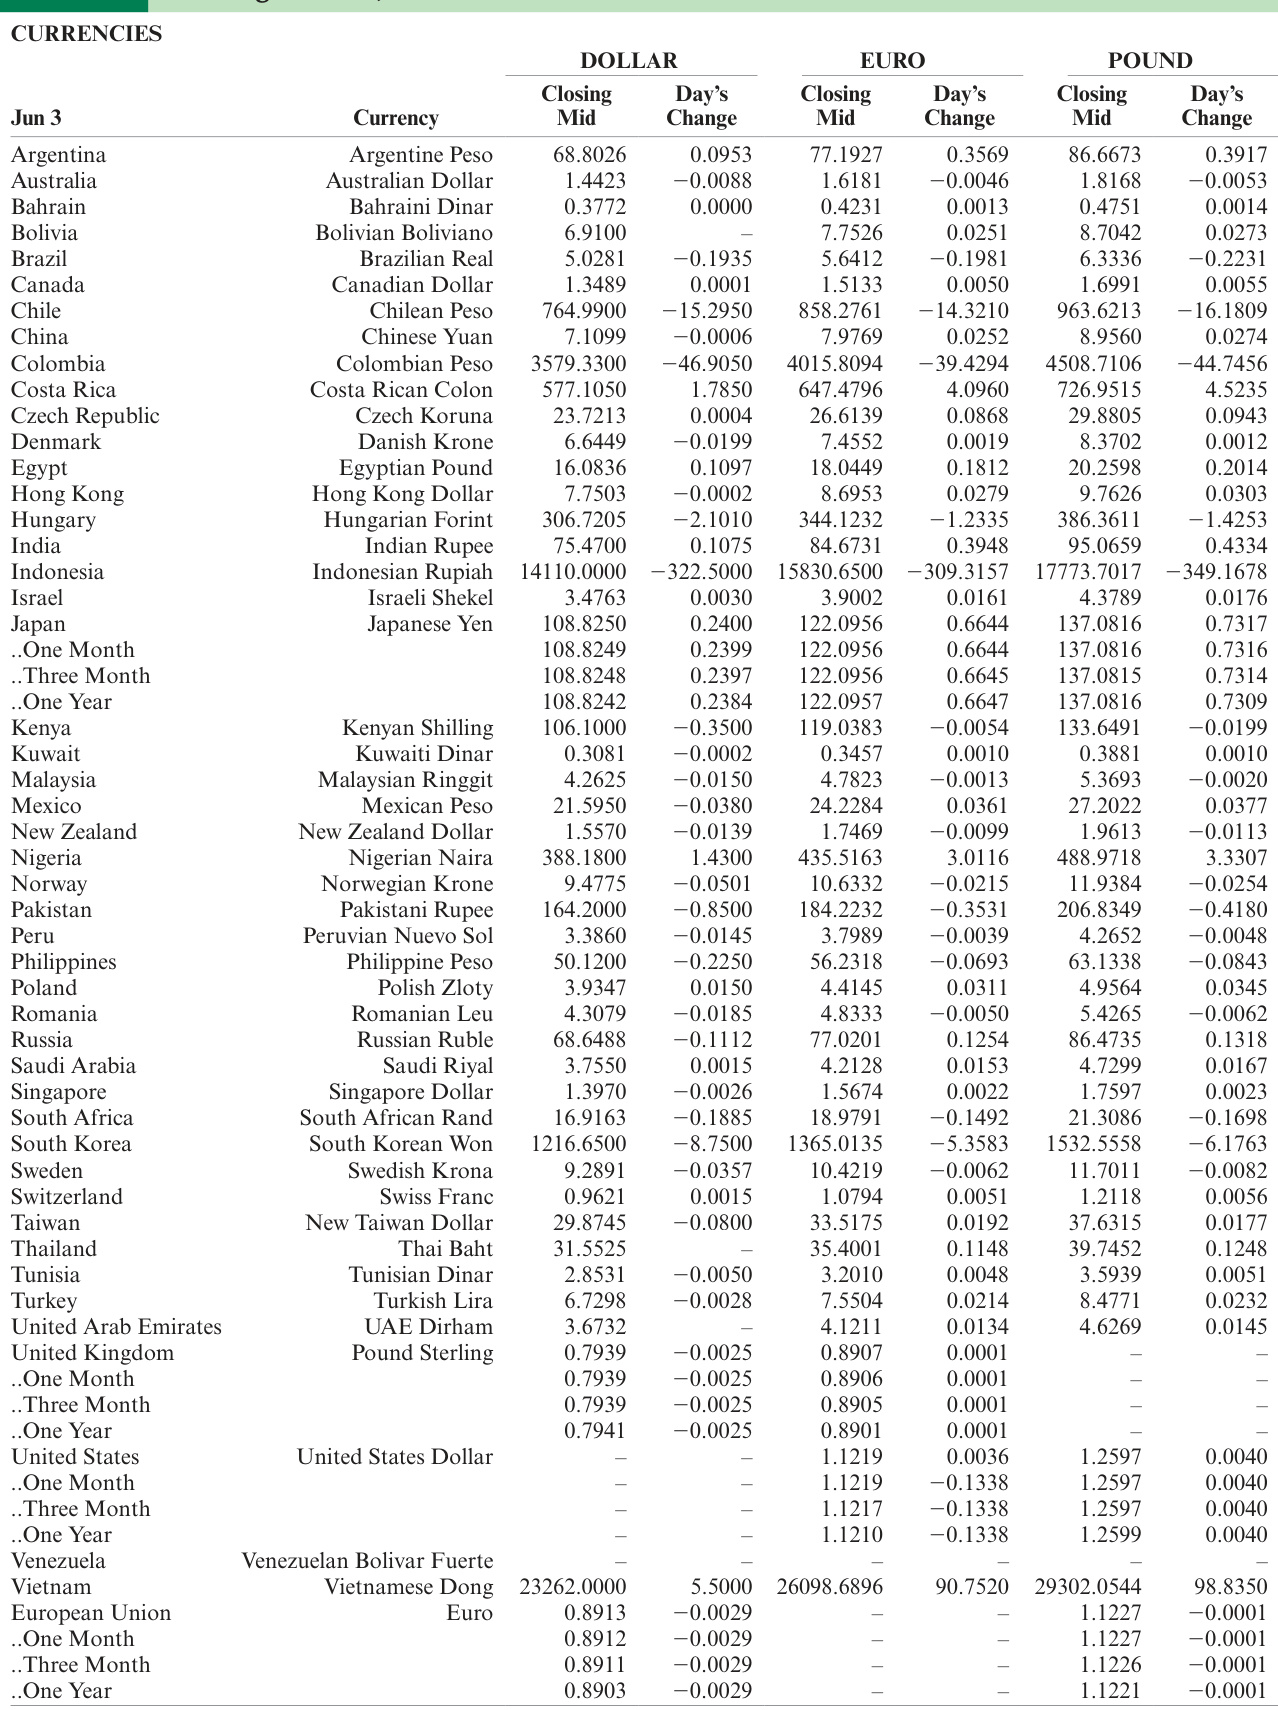 CURRENCIES
DOLLAR EURO POUND
Closing Day's Closing Day's Closing Day's
Jun 3 Currency Mid Change Mid Change Mid Change
Argentina Argentine Peso 68.8026 0.0953 77.1927 0.3569 86.6673 0.3917
Australia Australian Dollar 1.4423 −0.0088 1.6181 −0.0046 1.8168 −0.0053
Bahrain Bahraini Dinar 0.3772 0.0000 0.4231 0.0013 0.4751 0.0014
Bolivia Bolivian Boliviano 6.9100 – 7.7526 0.0251 8.7042 0.0273
Brazil Brazilian Real 5.0281 −0.1935 5.6412 −0.1981 6.3336 −0.2231
Canada Canadian Dollar 1.3489 0.0001 1.5133 0.0050 1.6991 0.0055
Chile Chilean Peso 764.9900 −15.2950 858.2761 −14.3210 963.6213 −16.1809
China Chinese Yuan 7.1099 −0.0006 7.9769 0.0252 8.9560 0.0274
Colombia Colombian Peso 3579.3300 −46.9050 4015.8094 −39.4294 4508.7106 −44.7456
Costa Rica Costa Rican Colon 577.1050 1.7850 647.4796 4.0960 726.9515 4.5235
Czech Republic Czech Koruna 23.7213 0.0004 26.6139 0.0868 29.8805 0.0943
Denmark Danish Krone 6.6449 −0.0199 7.4552 0.0019 8.3702 0.0012
Egypt Egyptian Pound 16.0836 0.1097 18.0449 0.1812 20.2598 0.2014
Hong Kong Hong Kong Dollar 7.7503 −0.0002 8.6953 0.0279 9.7626 0.0303
Hungary Hungarian Forint 306.7205 −2.1010 344.1232 −1.2335 386.3611 −1.4253
India Indian Rupee 75.4700 0.1075 84.6731 0.3948 95.0659 0.4334
Indonesia Indonesian Rupiah 14110.0000 −322.5000 15830.6500 −309.3157 17773.7017 −349.1678
Israel Israeli Shekel 3.4763 0.0030 3.9002 0.0161 4.3789 0.0176
Japan Japanese Yen 108.8250 0.2400 122.0956 0.6644 137.0816 0.7317
..One Month 108.8249 0.2399 122.0956 0.6644 137.0816 0.7316
..Three Month 108.8248 0.2397 122.0956 0.6645 137.0815 0.7314
..One Year 108.8242 0.2384 122.0957 0.6647 137.0816 0.7309
Kenya Kenyan Shilling 106.1000 −0.3500 119.0383 −0.0054 133.6491 −0.0199
Kuwait Kuwaiti Dinar 0.3081 −0.0002 0.3457 0.0010 0.3881 0.0010
Malaysia Malaysian Ringgit 4.2625 −0.0150 4.7823 −0.0013 5.3693 −0.0020
Mexico Mexican Peso 21.5950 −0.0380 24.2284 0.0361 27.2022 0.0377
New Zealand New Zealand Dollar 1.5570 −0.0139 1.7469 −0.0099 1.9613 −0.0113
Nigeria Nigerian Naira 388.1800 1.4300 435.5163 3.0116 488.9718 3.3307
Norway Norwegian Krone 9.4775 −0.0501 10.6332 −0.0215 11.9384 −0.0254
Pakistan Pakistani Rupee 164.2000 −0.8500 184.2232 −0.3531 206.8349 −0.4180
Peru Peruvian Nuevo Sol 3.3860 −0.0145 3.7989 −0.0039 4.2652 −0.0048
Philippines Philippine Peso 50.1200 −0.2250 56.2318 −0.0693 63.1338 −0.0843
Poland Polish Zloty 3.9347 0.0150 4.4145 0.0311 4.9564 0.0345
Romania Romanian Leu 4.3079 −0.0185 4.8333 −0.0050 5.4265 −0.0062
Russia Russian Ruble 68.6488 −0.1112 77.0201 0.1254 86.4735 0.1318
Saudi Arabia Saudi Riyal 3.7550 0.0015 4.2128 0.0153 4.7299 0.0167
Singapore Singapore Dollar 1.3970 −0.0026 1.5674 0.0022 1.7597 0.0023
South Africa South African Rand 16.9163 −0.1885 18.9791 −0.1492 21.3086 −0.1698
South Korea South Korean Won 1216.6500 −8.7500 1365.0135 −5.3583 1532.5558 −6.1763
Sweden Swedish Krona 9.2891 −0.0357 10.4219 −0.0062 11.7011 −0.0082
Switzerland Swiss Franc 0.9621 0.0015 1.0794 0.0051 1.2118 0.0056
Taiwan New Taiwan Dollar 29.8745 −0.0800 33.5175 0.0192 37.6315 0.0177
Thailand Thai Baht 31.5525 – 35.4001 0.1148 39.7452 0.1248
Tunisia Tunisian Dinar 2.8531 −0.0050 3.2010 0.0048 3.5939 0.0051
Turkey Turkish Lira 6.7298 −0.0028 7.5504 0.0214 8.4771 0.0232
United Arab Emirates UAE Dirham 3.6732 – 4.1211 0.0134 4.6269 0.0145
United Kingdom Pound Sterling 0.7939 −0.0025 0.8907 0.0001 – –
..One Month 0.7939 −0.0025 0.8906 0.0001 – –
..Three Month 0.7939 −0.0025 0.8905 0.0001 – –
..One Year 0.7941 −0.0025 0.8901 0.0001 – –
United States United States Dollar – – 1.1219 0.0036 1.2597 0.0040
..One Month – – 1.1219 −0.1338 1.2597 0.0040
..Three Month – – 1.1217 −0.1338 1.2597 0.0040
..One Year – – 1.1210 −0.1338 1.2599 0.0040
Venezuela Venezuelan Bolivar Fuerte – – – – – –
Vietnam Vietnamese Dong 23262.0000 5.5000 26098.6896 90.7520 29302.0544 98.8350
European Union Euro 0.8913 −0.0029 – – 1.1227 −0.0001
..One Month 0.8912 −0.0029 – – 1.1227 −0.0001
..Three Month 0.8911 −0.0029 – – 1.1226 −0.0001
..One Year 0.8903 −0.0029 – – 1.1221 −0.0001